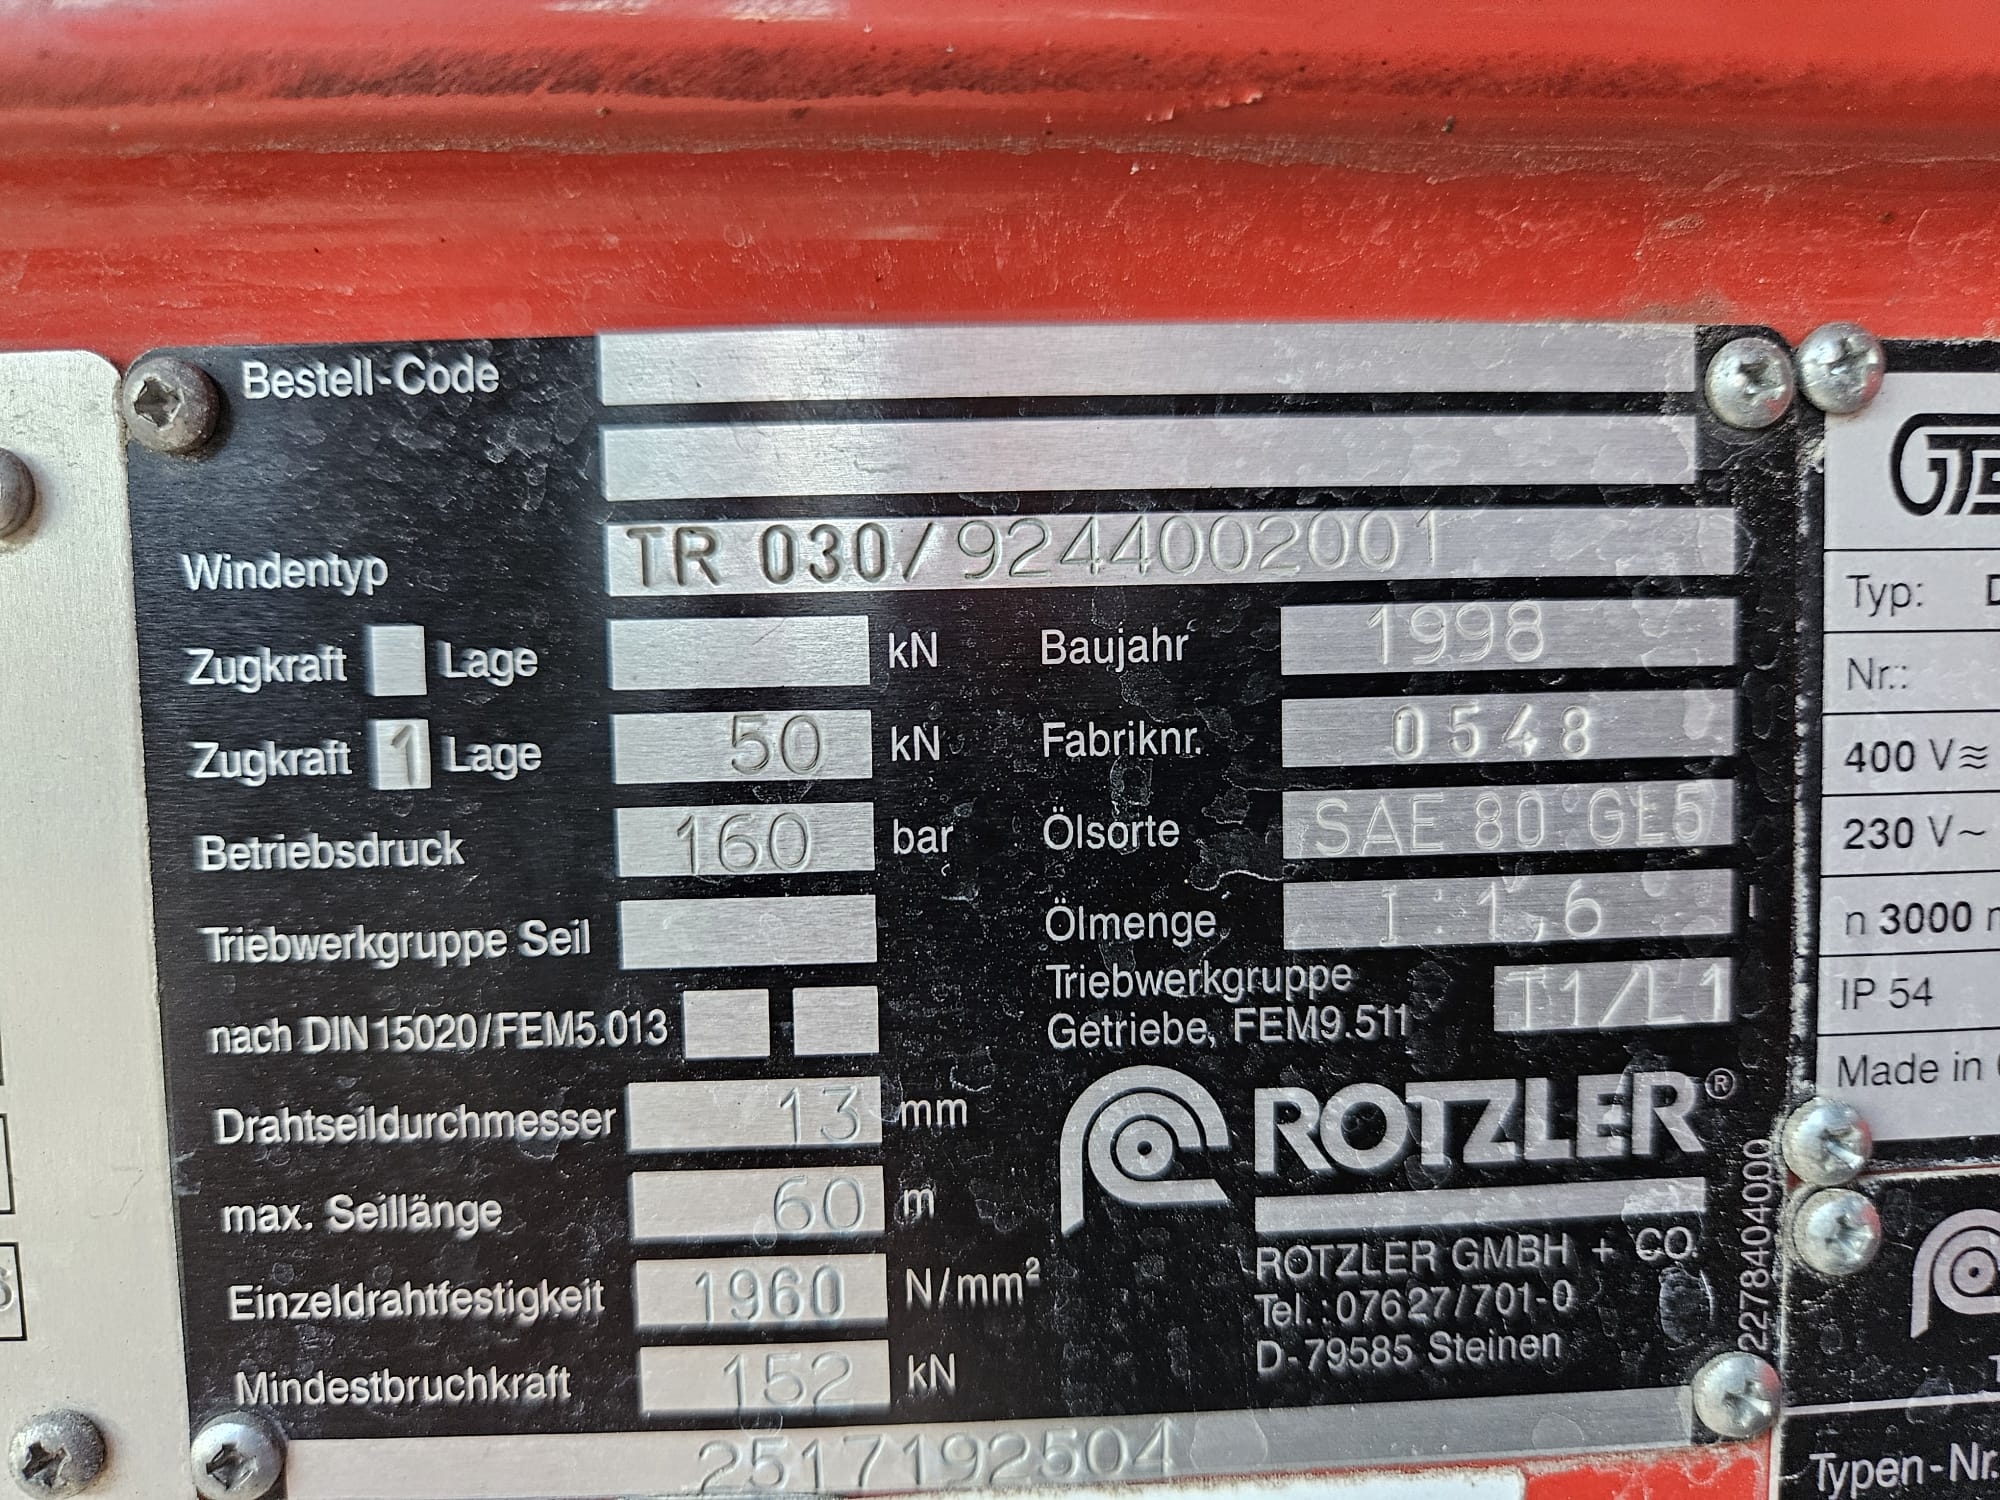 Bestell-Code
Windentyp TR 030/9244002001
Zugkraft Lage kN
Zugkraft 1 Lage 50 kN
Betriebsdruck 160 bar
Triebwerkgruppe Seil
nach DIN 15020/FEM5.013
Drahtseildurchmesser 13 mm
max. Seillänge 60 m
Einzeldrahtfestigkeit 1960 N/mm²
Mindestbruchkraft 152 kN
Baujahr 1998
Fabriknr. 0548
Ölsorte SAE 80 GL5
Ölmenge I : 1,6
Triebwerkgruppe
Getriebe, FEM9.511 T1/L1
ROTZLER®
ROTZLER GMBH + CO.
Tel.: 07627/701-0
D-79585 Steinen
2278404000
2517192504
Typ:
Nr.:
400 V≋
230 V~
n 3000
IP 54
Made in
Typen-Nr.